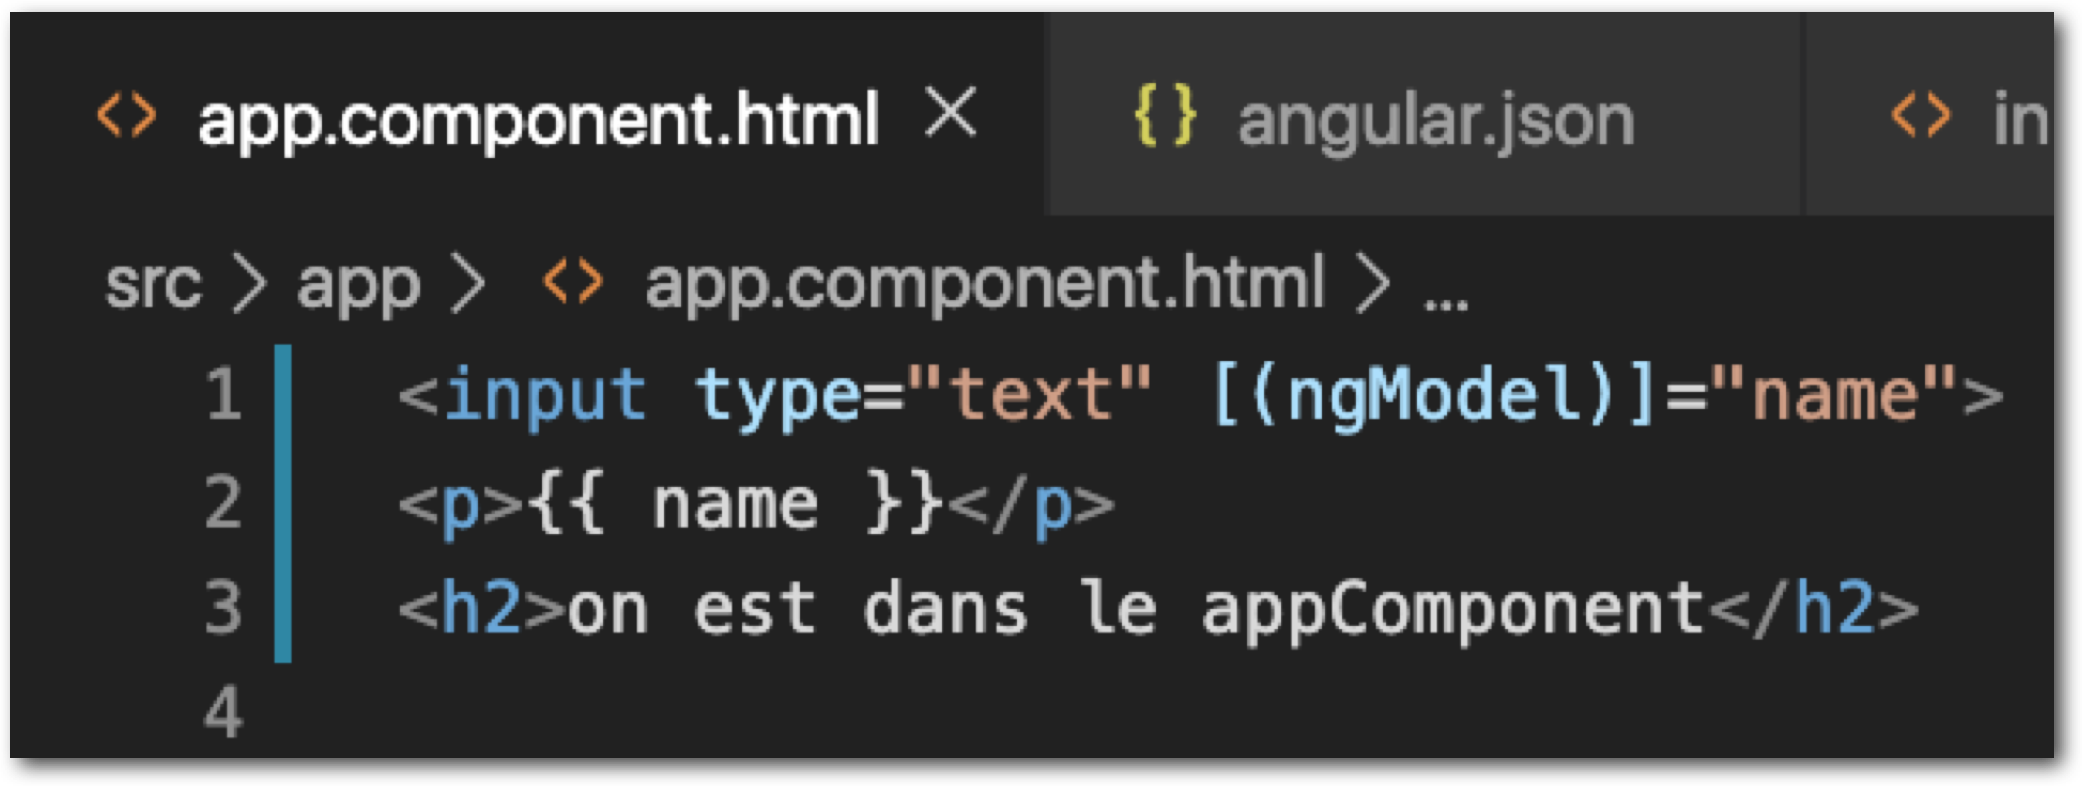 app.component.html angular.json in
src > app > app.component.html > ...
1 <input type="text" [(ngModel)]="name">
2 <p>{{ name }}</p>
3 <h2>on est dans le appComponent</h2>
4